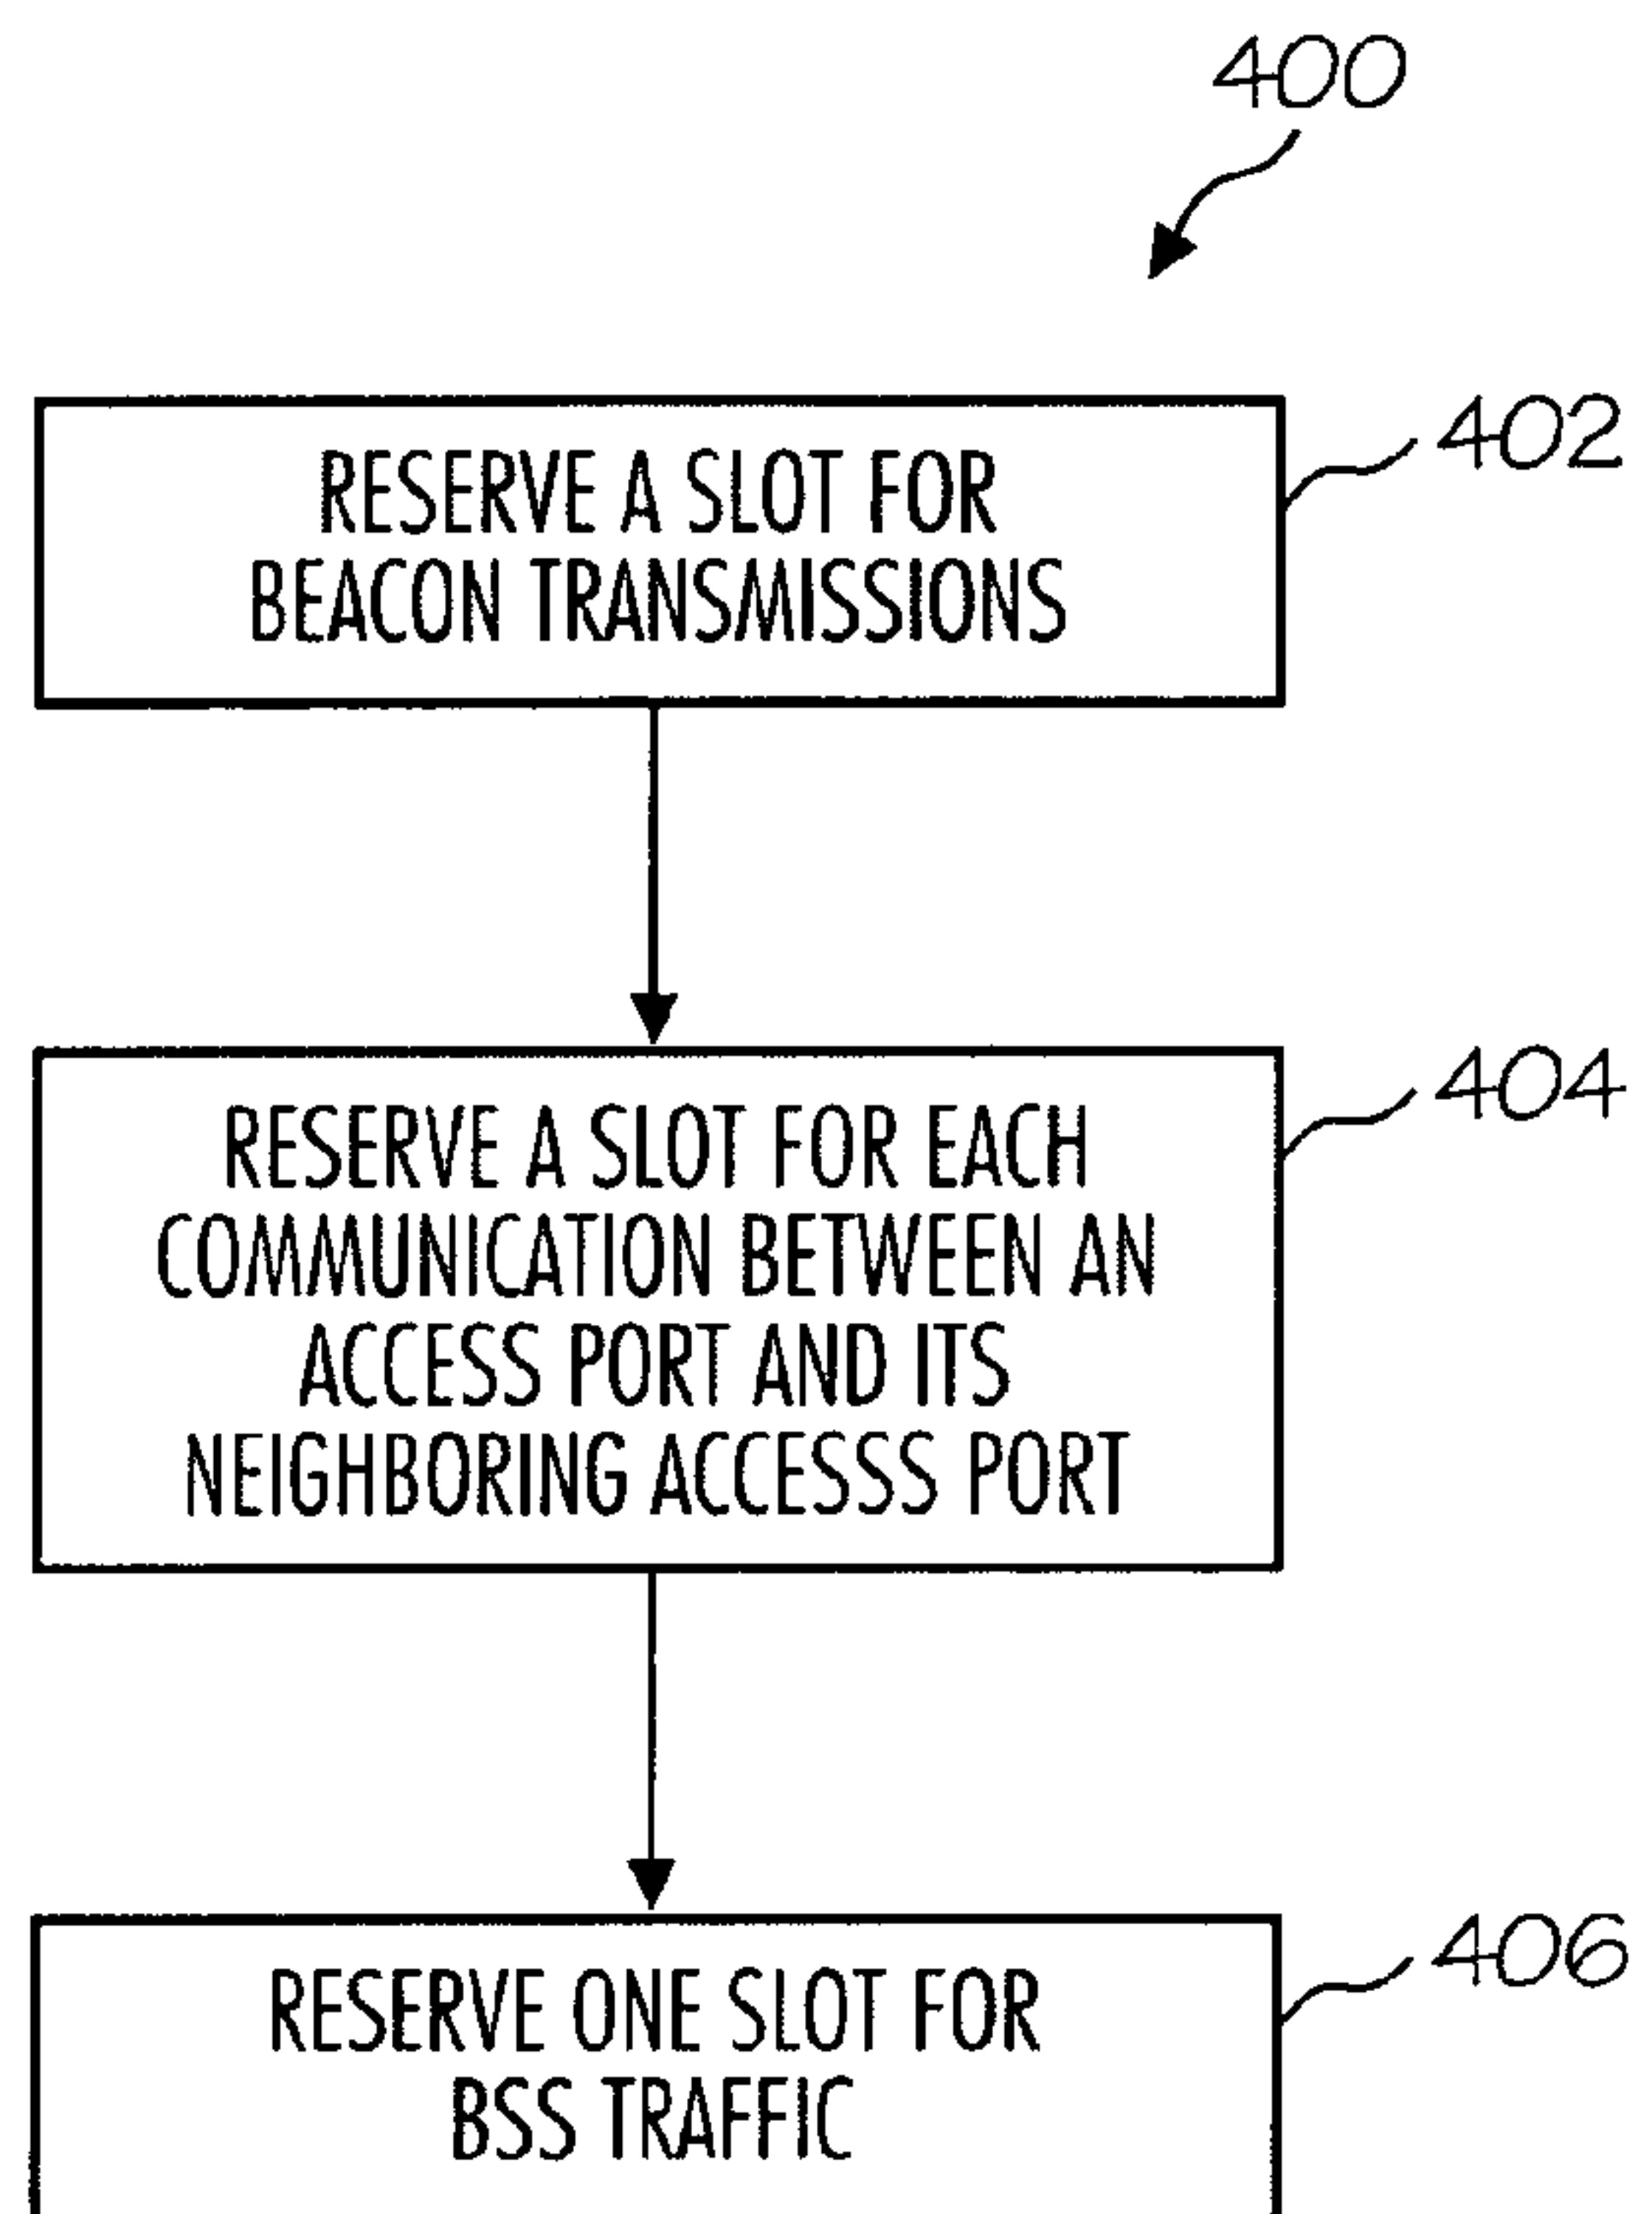 400
RESERVE A SLOT FOR
BEACON TRANSMISSIONS
402
RESERVE A SLOT FOR EACH
COMMUNICATION BETWEEN AN
ACCESS PORT AND ITS
NEIGHBORING ACCESSS PORT
404
RESERVE ONE SLOT FOR
BSS TRAFFIC
406